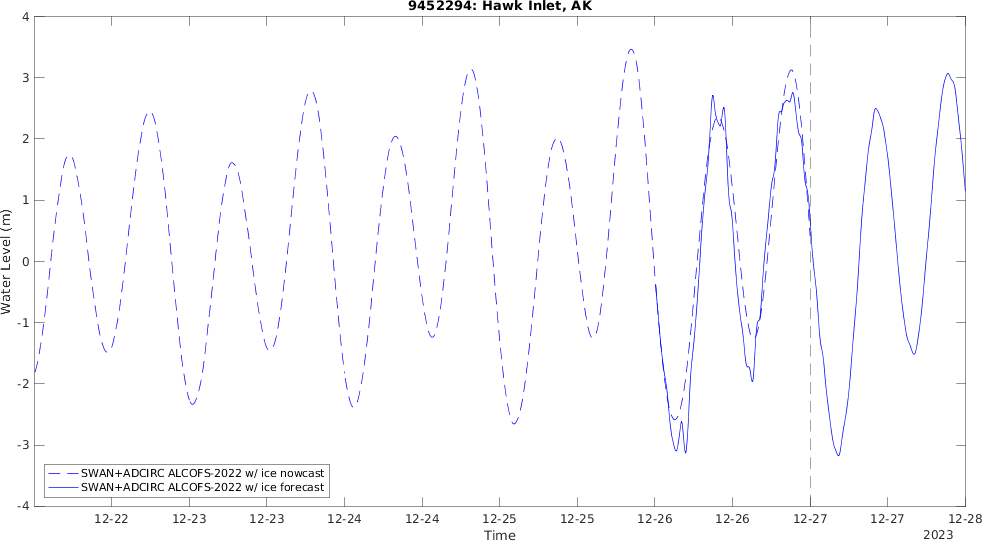 9452294: Hawk Inlet, AK
4
3
2
1
0
-1
-2
-3
-4
Water Level (m)
SWAN+ADCIRC ALCOFS-2022 w/ ice nowcast
SWAN+ADCIRC ALCOFS-2022 w/ ice forecast
12-22 12-23 12-23 12-24 12-24 12-25 12-25 12-26 12-26 12-27 12-27 12-28
Time
2023